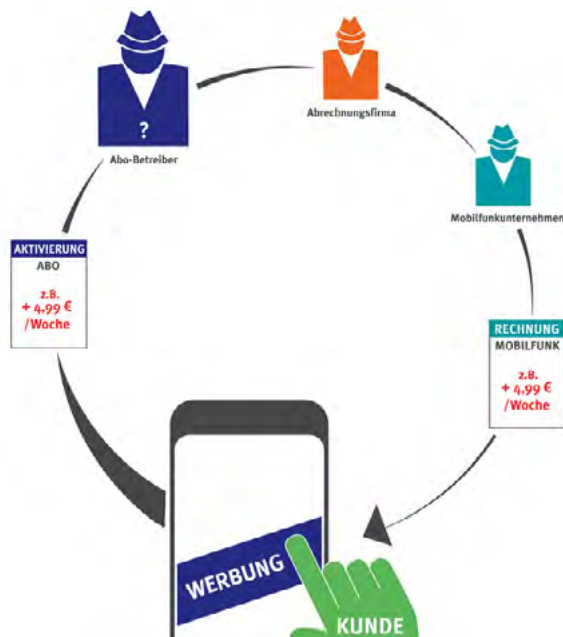 ?
Abo-Betreiber
Abrechnungsfirma
Mobilfunkunternehmen
AKTIVIERUNG
ABO
z.B.
+ 4,99 €
/Woche
RECHNUNG
MOBILFUNK
z.B.
+ 4,99 €
/Woche
WERBUNG
KUNDE